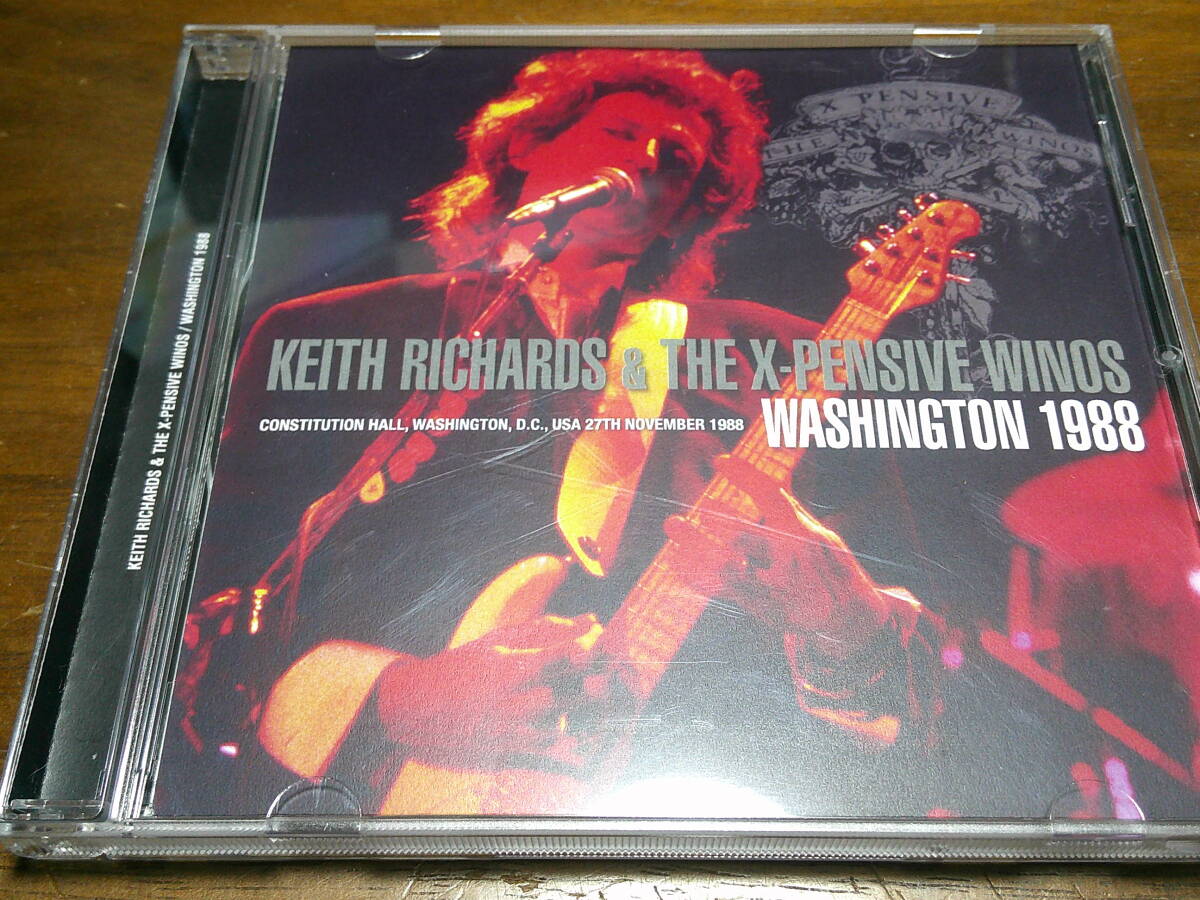 X PENSIVE
THE WINOS
KEITH RICHARDS & THE X-PENSIVE WINOS
CONSTITUTION HALL, WASHINGTON, D.C., USA 27TH NOVEMBER 1988
WASHINGTON 1988
KEITH RICHARDS & THE X-PENSIVE WINOS / WASHINGTON 1988